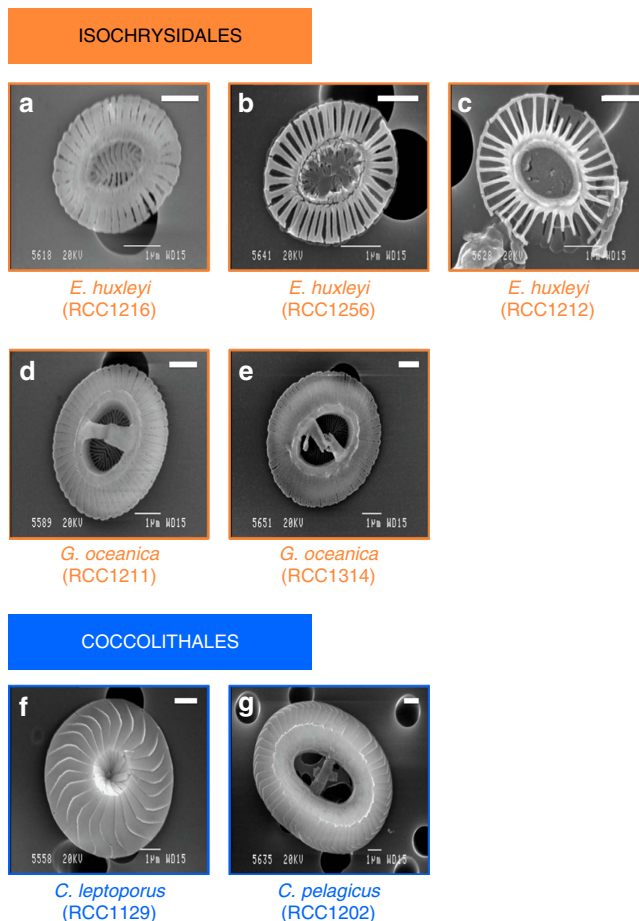 ISOCHRYSIDALES
a
b
c
5618 20KV 1µm WD15
5641 20KV 1µm WD15
5628 20KV 1µm WD15
E. huxleyi
(RCC1216)
E. huxleyi
(RCC1256)
E. huxleyi
(RCC1212)
d
e
5589 20KV 1µm WD15
5651 20KV 1µm WD15
G. oceanica
(RCC1211)
G. oceanica
(RCC1314)
COCCOLITHALES
f
g
5558 20KV 1µm WD15
5635 20KV 1µm WD15
C. leptoporus
(RCC1129)
C. pelagicus
(RCC1202)